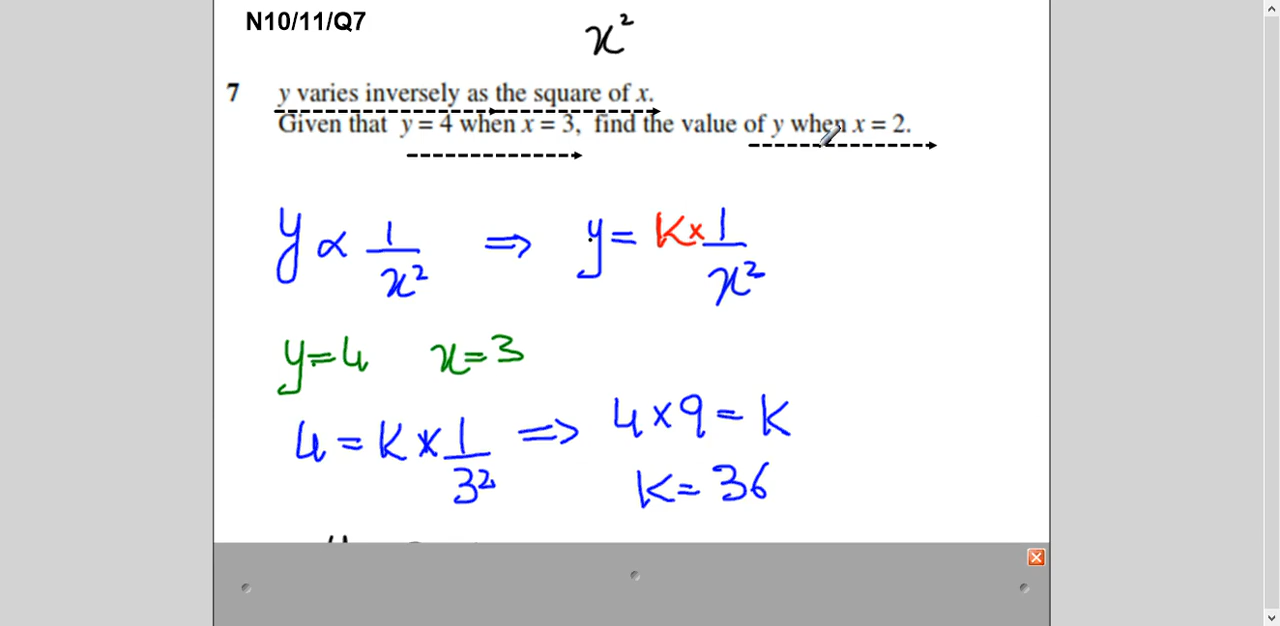 N10/11/Q7
x²
7 y varies inversely as the square of x.
Given that y = 4 when x = 3, find the value of y when x = 2.
y ∝ 1/x² ⇒ y = K × 1/x²
y = 4 x = 3
4 = K × 1/3² ⇒ 4 × 9 = K
K = 36